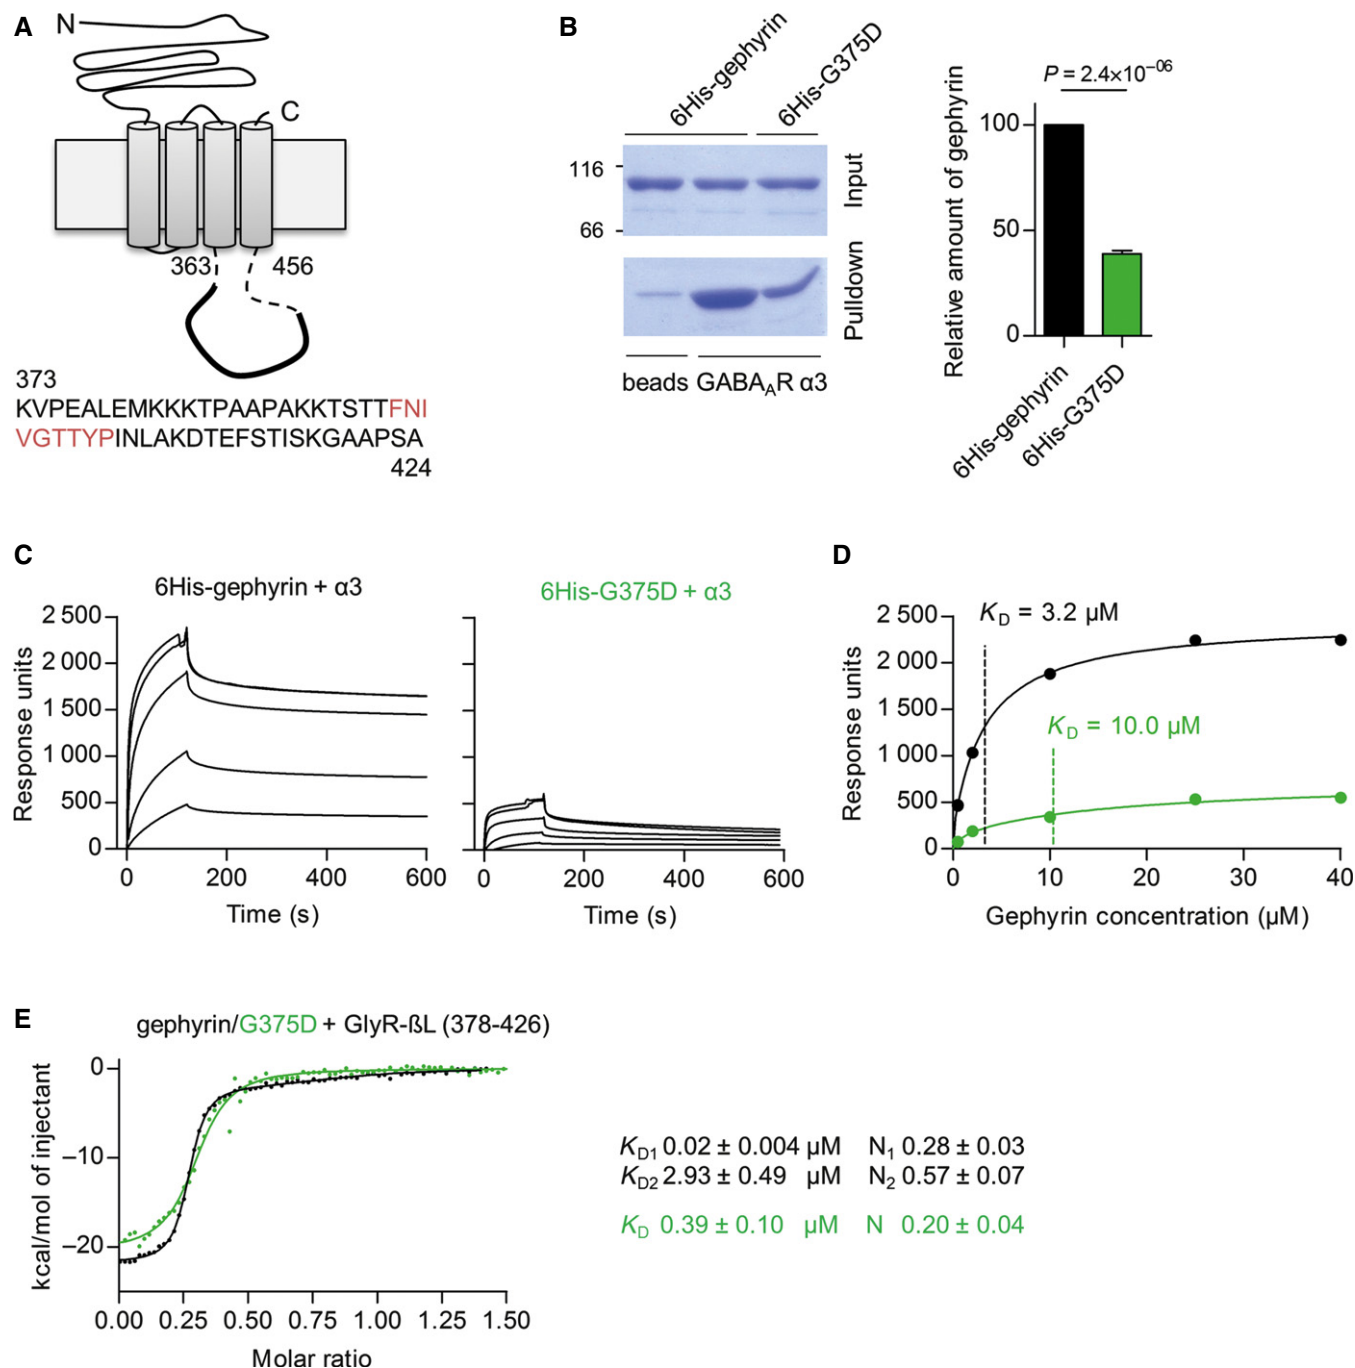 A
N
C
363
456
373
KVPEALEMKKKTPAAPAKKTSTTFNI
VGTTYPINLAKDTEFSTISKGAAPSA
424
B
6His-gephyrin
6His-G375D
116
66
Input
Pulldown
beads
GABA_AR α3
P = 2.4×10⁻⁰⁶
Relative amount of gephyrin
100
50
0
6His-gephyrin
6His-G375D
C
6His-gephyrin + α3
Response units
2 500
2 000
1 500
1 000
500
0
0 200 400 600
Time (s)
6His-G375D + α3
0 200 400 600
Time (s)
D
Response units
2 500
2 000
1 500
1 000
500
0
K_D = 3.2 µM
K_D = 10.0 µM
0 10 20 30 40
Gephyrin concentration (µM)
E
gephyrin/G375D + GlyR-ßL (378-426)
kcal/mol of injectant
0
−10
−20
0.00 0.25 0.50 0.75 1.00 1.25 1.50
Molar ratio
K_D1 0.02 ± 0.004 µM N₁ 0.28 ± 0.03
K_D2 2.93 ± 0.49 µM N₂ 0.57 ± 0.07
K_D 0.39 ± 0.10 µM N 0.20 ± 0.04